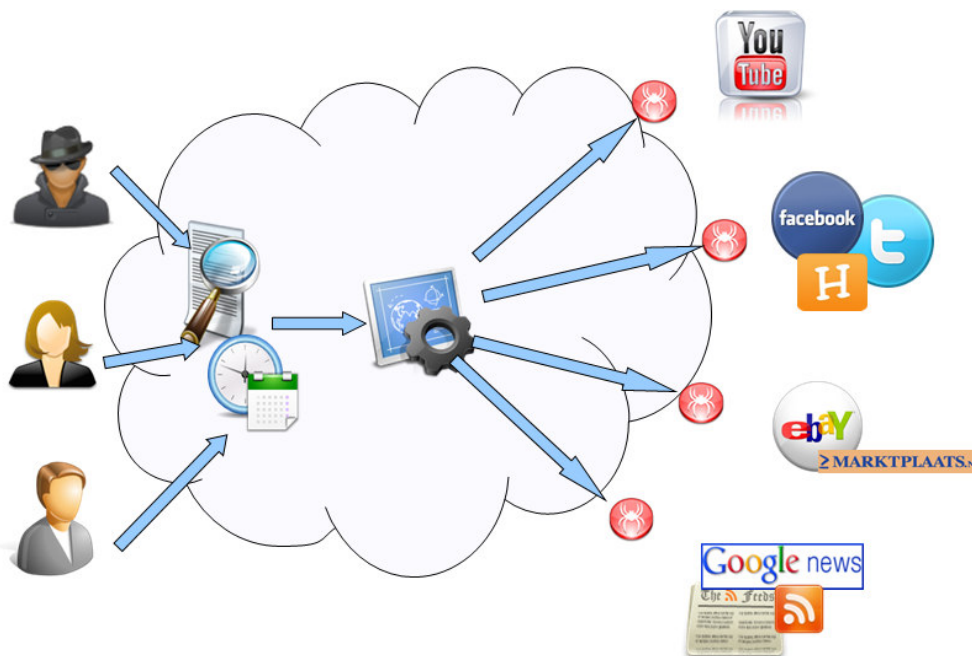 You
Tube
facebook
t
H
ebaY
≥ MARKTPLAATS.N
Google news
The Feeds